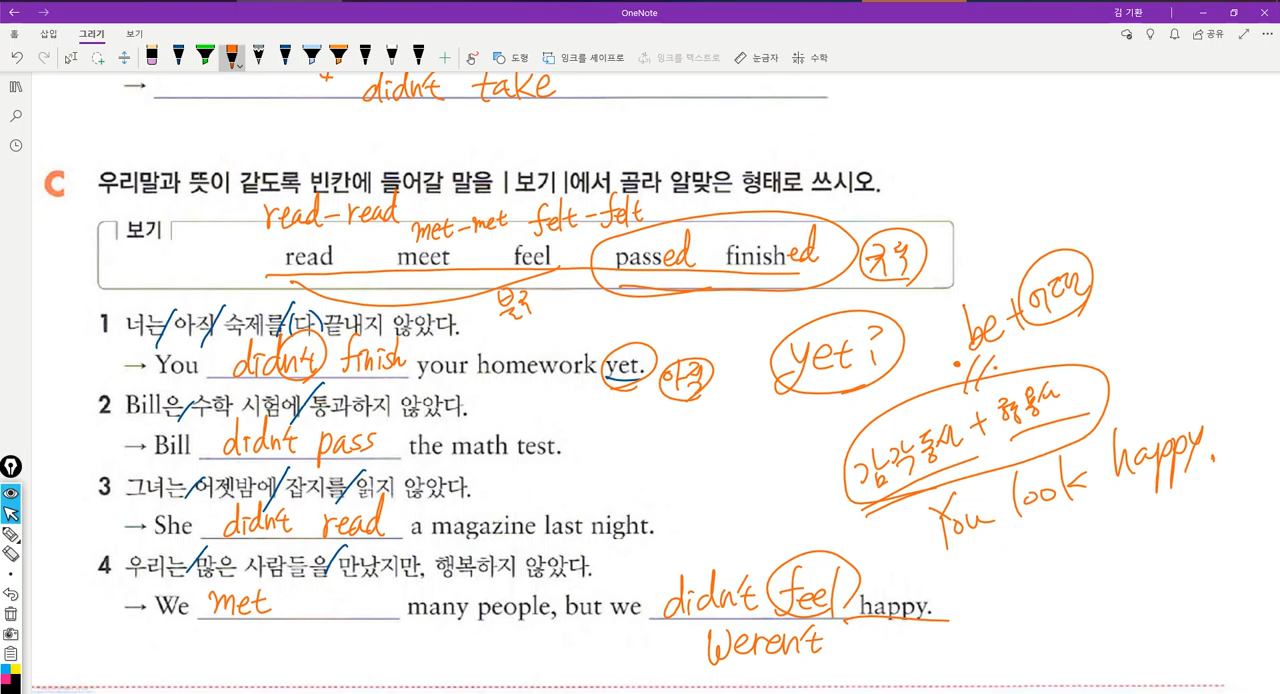 OneNote
김 기환
홈 삽입 그리기 보기
공유
도형 잉크를 셰이프로 잉크를 텍스트로 눈금자 수학
→ didn't take
C 우리말과 뜻이 같도록 빈칸에 들어갈 말을 |보기|에서 골라 알맞은 형태로 쓰시오.
read-read met-met felt-felt
보기
read meet feel passed finished 규칙
불규
1 너는/아직/숙제를/(다)끝내지 않았다.
→ You didn't finish your homework yet. 아직
yet?
be + 어떤
2 Bill은/수학 시험에/통과하지 않았다.
→ Bill didn't pass the math test.
감각동사 + 형용사
You look happy.
3 그녀는/어젯밤에/잡지를/읽지 않았다.
→ She didn't read a magazine last night.
4 우리는/많은 사람들을/만났지만, 행복하지 않았다.
→ We met many people, but we didn't feel happy.
weren't